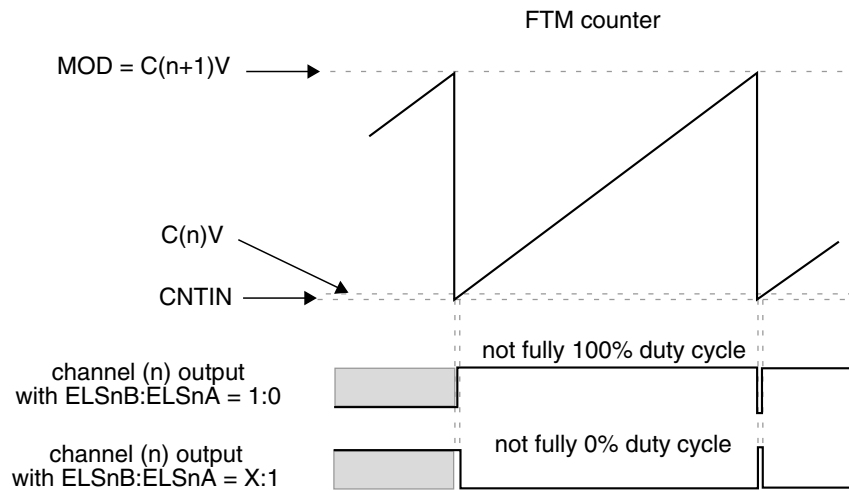 FTM counter
MOD = C(n+1)V
C(n)V
CNTIN
not fully 100% duty cycle
channel (n) output
with ELSnB:ELSnA = 1:0
not fully 0% duty cycle
channel (n) output
with ELSnB:ELSnA = X:1